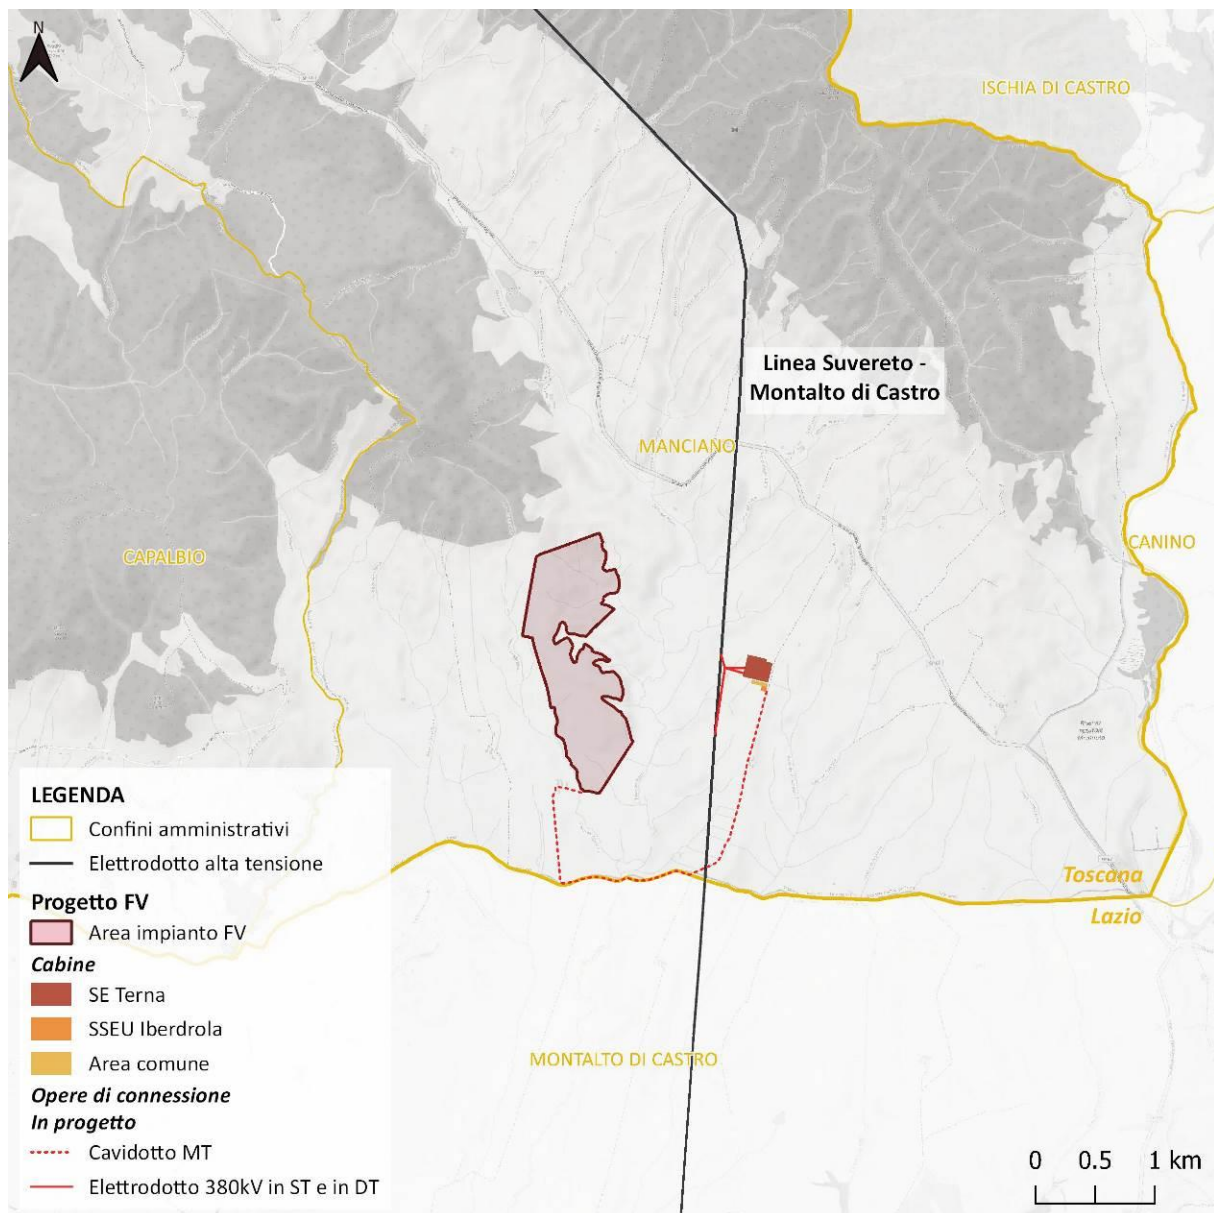 N
ISCHIA DI CASTRO
Linea Suvereto -
Montalto di Castro
MANCIANO
CANINO
CAPALBIO
LEGENDA
Confini amministrativi
Elettrodotto alta tensione
Progetto FV
Area impianto FV
Cabine
SE Terna
SSEU Iberdrola
Area comune
Opere di connessione
In progetto
Cavidotto MT
Elettrodotto 380kV in ST e in DT
Toscana
Lazio
MONTALTO DI CASTRO
0 0.5 1 km